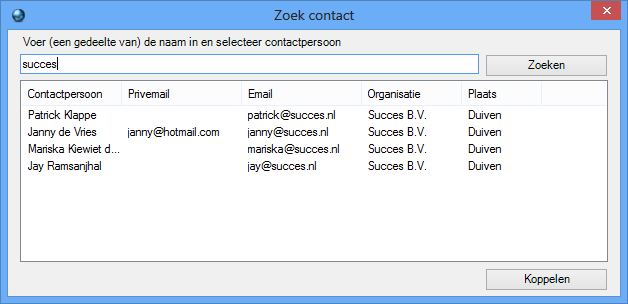 Zoek contact
Voer (een gedeelte van) de naam in en selecteer contactpersoon
succes
Zoeken
Contactpersoon Privemail Email Organisatie Plaats
Patrick Klappe patrick@succes.nl Succes B.V. Duiven
Janny de Vries janny@hotmail.com janny@succes.nl Succes B.V. Duiven
Mariska Kiewiet d... mariska@succes.nl Succes B.V. Duiven
Jay Ramsanjhal jay@succes.nl Succes B.V. Duiven
Koppelen